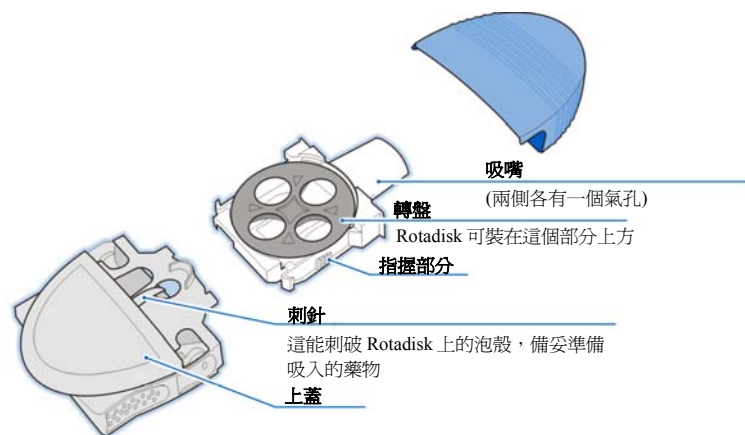 吸嘴
(兩側各有一個氣孔)
轉盤
Rotadisk 可裝在這個部分上方
指握部分
刺針
這能刺破 Rotadisk 上的泡殼，備妥準備
吸入的藥物
上蓋